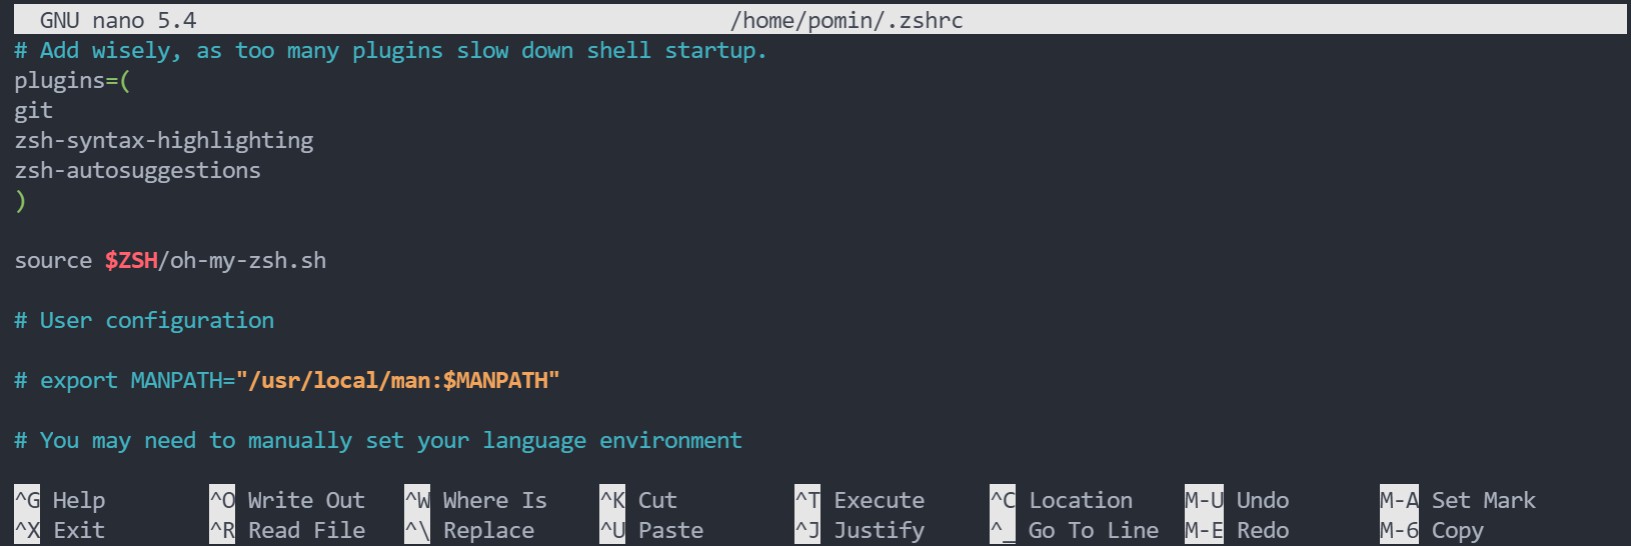 GNU nano 5.4 /home/pomin/.zshrc
# Add wisely, as too many plugins slow down shell startup.
plugins=(
git
zsh-syntax-highlighting
zsh-autosuggestions
)
source $ZSH/oh-my-zsh.sh
# User configuration
# export MANPATH="/usr/local/man:$MANPATH"
# You may need to manually set your language environment
^G Help ^O Write Out ^W Where Is ^K Cut ^T Execute ^C Location M-U Undo M-A Set Mark
^X Exit ^R Read File ^\ Replace ^U Paste ^J Justify ^_ Go To Line M-E Redo M-6 Copy